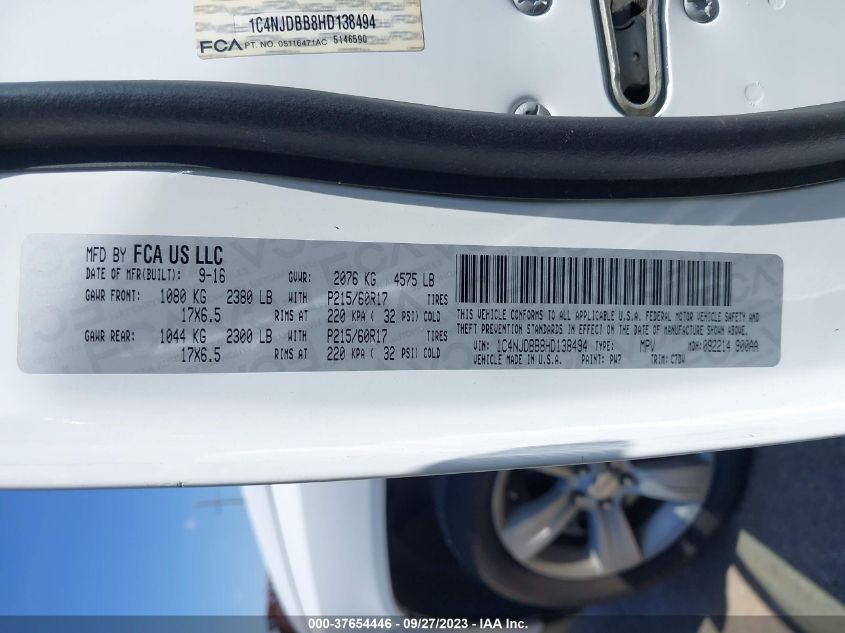 1C4NJDBB8HD138494
FCA PT. NO. 05116471AC 5146590
MFD BY FCA US LLC
DATE OF MFR(BUILT): 9-16 GVWR: 2076 KG 4575 LB
GAWR FRONT: 1080 KG 2380 LB WITH P215/60R17 TIRES
17X6.5 RIMS AT 220 KPA ( 32 PSI) COLD
GAWR REAR: 1044 KG 2300 LB WITH P215/60R17 TIRES
17X6.5 RIMS AT 220 KPA ( 32 PSI) COLD
THIS VEHICLE CONFORMS TO ALL APPLICABLE U.S.A. FEDERAL MOTOR VEHICLE SAFETY AND
THEFT PREVENTION STANDARDS IN EFFECT ON THE DATE OF MANUFACTURE SHOWN ABOVE.
VIN: 1C4NJDBB8HD138494 TYPE: MPV MDH: 092214 900AA
VEHICLE MADE IN U.S.A. PAINT: PW7 TRIM: C7DV
000-37654446 - 09/27/2023 - IAA Inc.